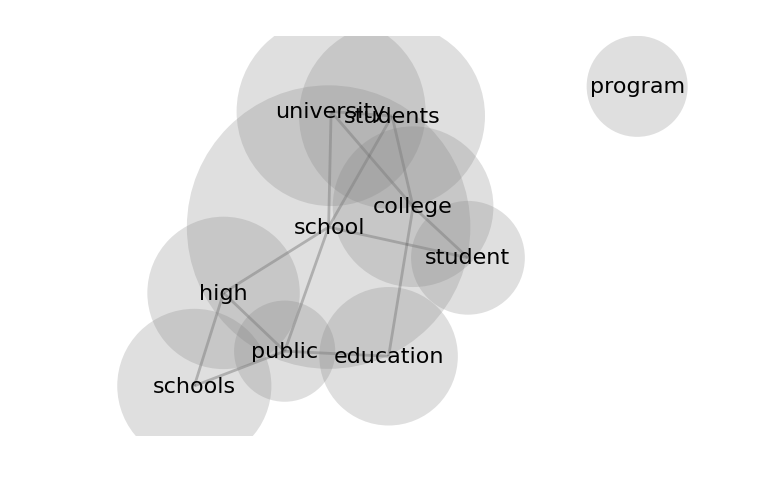 program
university
students
college
school
student
high
public
education
schools